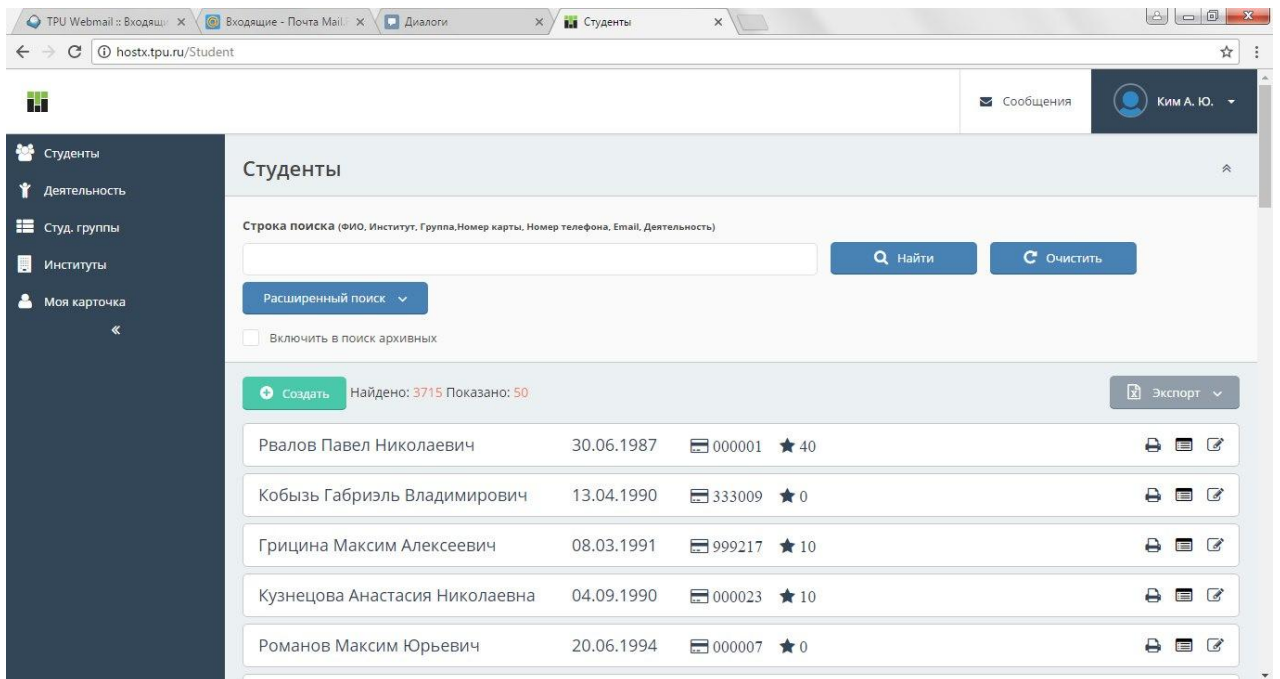 TPU Webmail :: Входящи
Входящие - Почта Mail.
Диалоги
Студенты
hostx.tpu.ru/Student
Сообщения
Ким А. Ю.
Студенты
Деятельность
Студ. группы
Институты
Моя карточка
Студенты
Строка поиска (ФИО, Институт, Группа,Номер карты, Номер телефона, Email, Деятельность)
Найти
Очистить
Расширенный поиск
Включить в поиск архивных
Создать
Найдено: 3715 Показано: 50
Экспорт
Рвалов Павел Николаевич 30.06.1987 000001 40
Кобызь Габриэль Владимирович 13.04.1990 333009 0
Грицина Максим Алексеевич 08.03.1991 999217 10
Кузнецова Анастасия Николаевна 04.09.1990 000023 10
Романов Максим Юрьевич 20.06.1994 000007 0